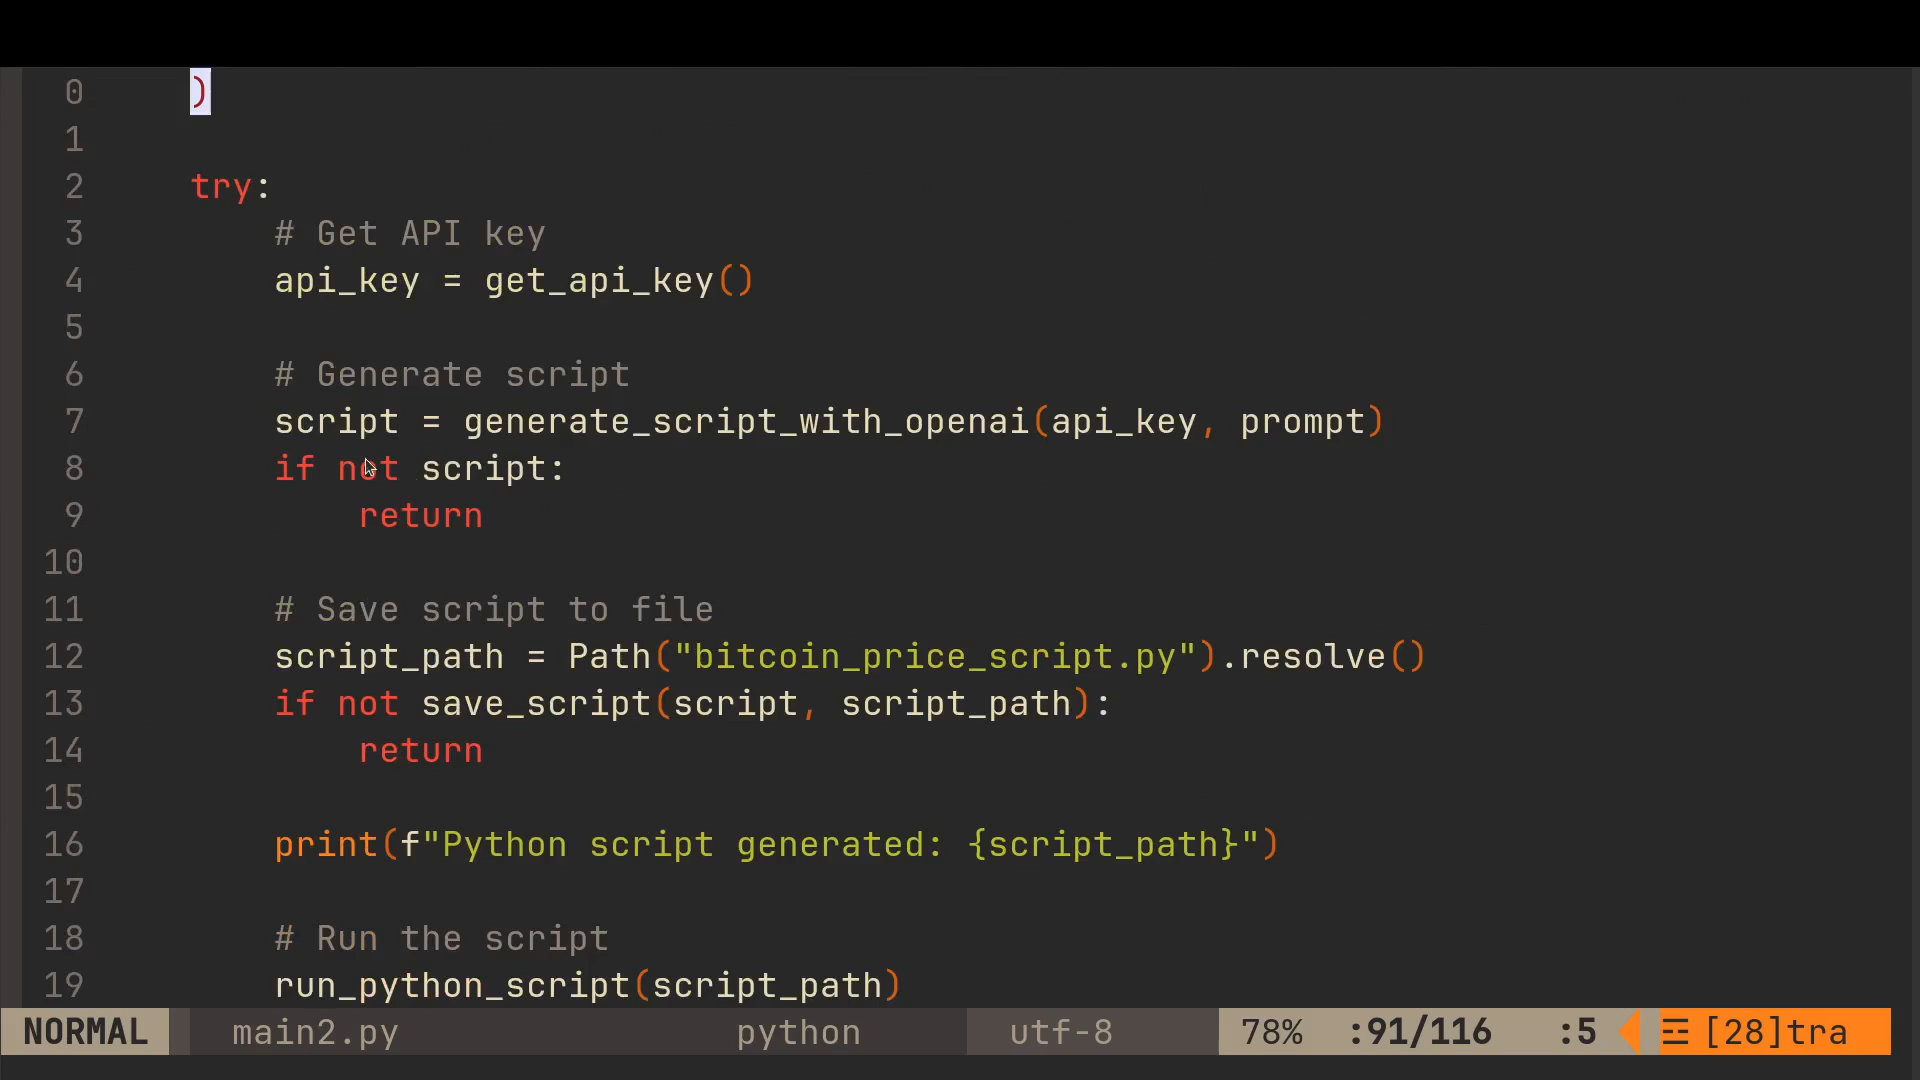 0 )
1
2 try:
3 # Get API key
4 api_key = get_api_key()
5
6 # Generate script
7 script = generate_script_with_openai(api_key, prompt)
8 if not script:
9 return
10
11 # Save script to file
12 script_path = Path("bitcoin_price_script.py").resolve()
13 if not save_script(script, script_path):
14 return
15
16 print(f"Python script generated: {script_path}")
17
18 # Run the script
19 run_python_script(script_path)
NORMAL main2.py python utf-8 78% :91/116 :5 ☲ [28]tra